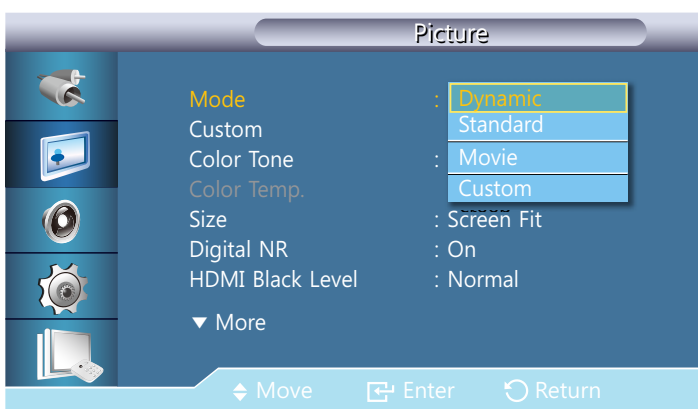 Picture
Mode : Dynamic
Standard
Custom
Color Tone : Movie
Color Temp. Custom
Size : Screen Fit
Digital NR : On
HDMI Black Level : Normal
▼ More
Move Enter Return